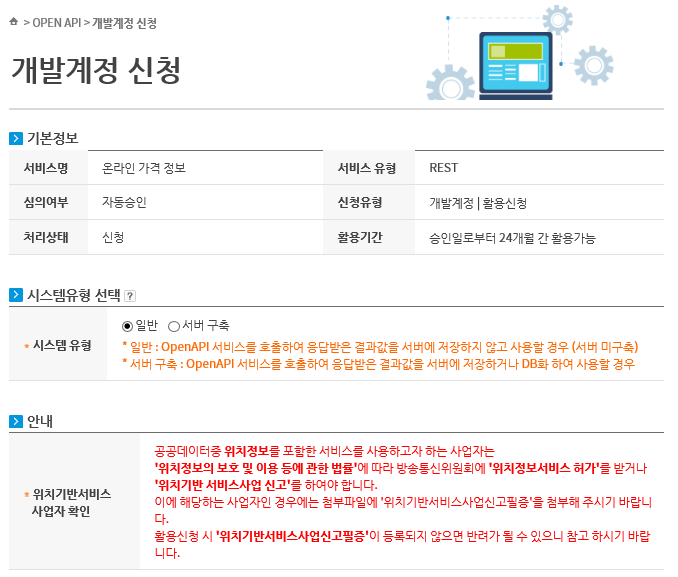 > OPEN API > 개발계정 신청
개발계정 신청
기본정보
서비스명 온라인 가격 정보 서비스 유형 REST
심의여부 자동승인 신청유형 개발계정 | 활용신청
처리상태 신청 활용기간 승인일로부터 24개월 간 활용가능
시스템유형 선택 ?
* 시스템 유형
일반 서버 구축
* 일반 : OpenAPI 서비스를 호출하여 응답받은 결과값을 서버에 저장하지 않고 사용할 경우 (서버 미구축)
* 서버 구축 : OpenAPI 서비스를 호출하여 응답받은 결과값을 서버에 저장하거나 DB화 하여 사용할 경우
안내
* 위치기반서비스
사업자 확인
공공데이터중 위치정보를 포함한 서비스를 사용하고자 하는 사업자는
'위치정보의 보호 및 이용 등에 관한 법률'에 따라 방송통신위원회에 '위치정보서비스 허가'를 받거나
'위치기반 서비스사업 신고'를 하여야 합니다.
이에 해당하는 사업자인 경우에는 첨부파일에 '위치기반서비스사업신고필증'을 첨부해 주시기 바랍니
다.
활용신청 시 '위치기반서비스사업신고필증'이 등록되지 않으면 반려가 될 수 있으니 참고 하시기 바랍
니다.